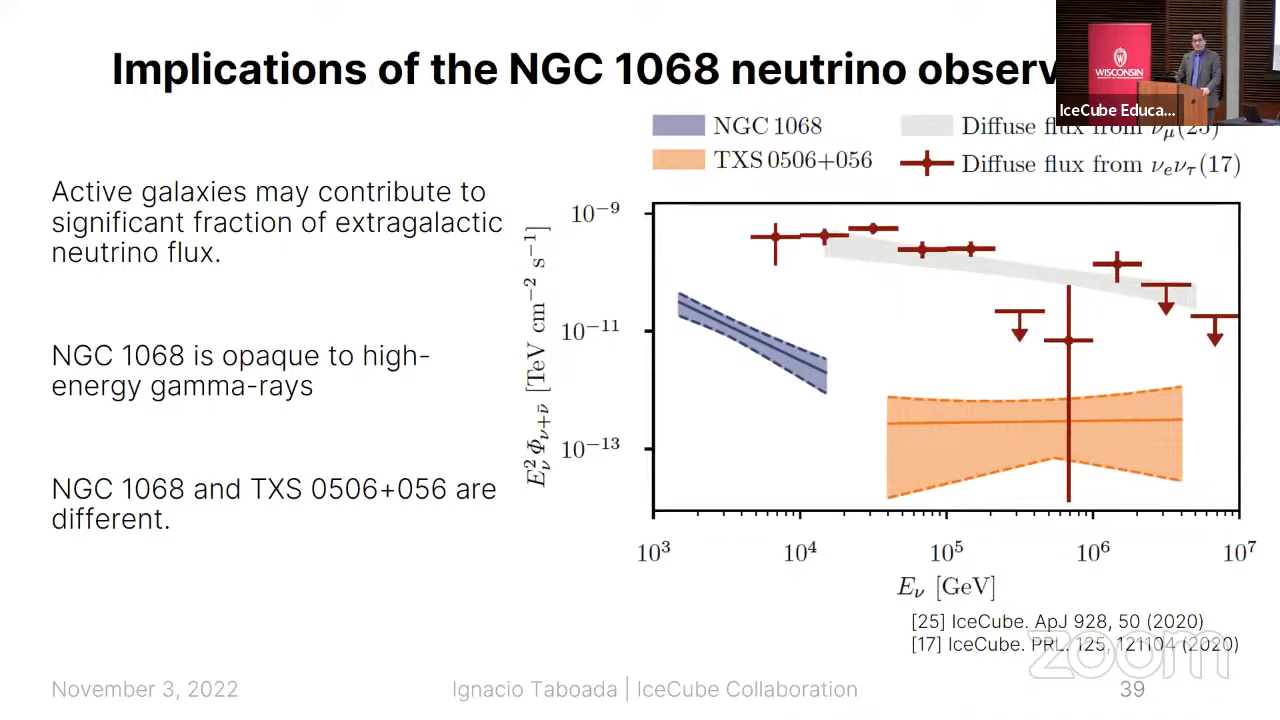 Implications of the NGC 1068 neutrino observ
WISCONSIN
IceCube Educa...
NGC 1068
TXS 0506+056
Diffuse flux from νμ(25)
Diffuse flux from νeντ(17)
Active galaxies may contribute to
significant fraction of extragalactic
neutrino flux.
NGC 1068 is opaque to high-
energy gamma-rays
NGC 1068 and TXS 0506+056 are
different.
E²ν Φν+ν̄ [TeV cm⁻² s⁻¹]
10⁻⁹
10⁻¹¹
10⁻¹³
10³ 10⁴ 10⁵ 10⁶ 10⁷
Eν [GeV]
[25] IceCube. ApJ 928, 50 (2020)
[17] IceCube. PRL. 125, 121104 (2020)
zoom
November 3, 2022 Ignacio Taboada | IceCube Collaboration 39